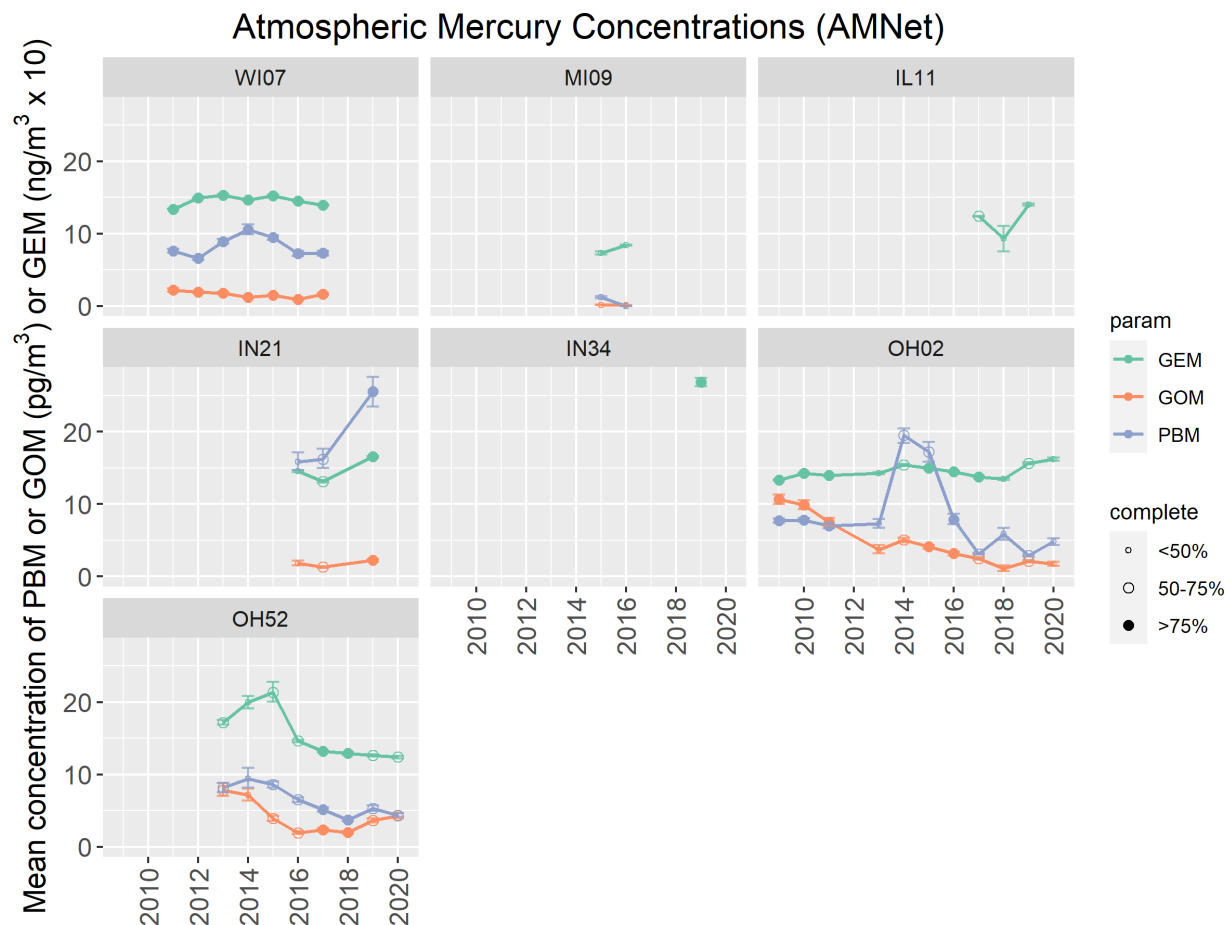 Atmospheric Mercury Concentrations (AMNet)
Mean concentration of PBM or GOM (pg/m³) or GEM (ng/m³ x 10)
WI07
MI09
IL11
20
10
0
IN21
IN34
OH02
20
10
0
2010
2012
2014
2016
2018
2020
2010
2012
2014
2016
2018
2020
OH52
20
10
0
2010
2012
2014
2016
2018
2020
param
GEM
GOM
PBM
complete
<50%
50-75%
>75%